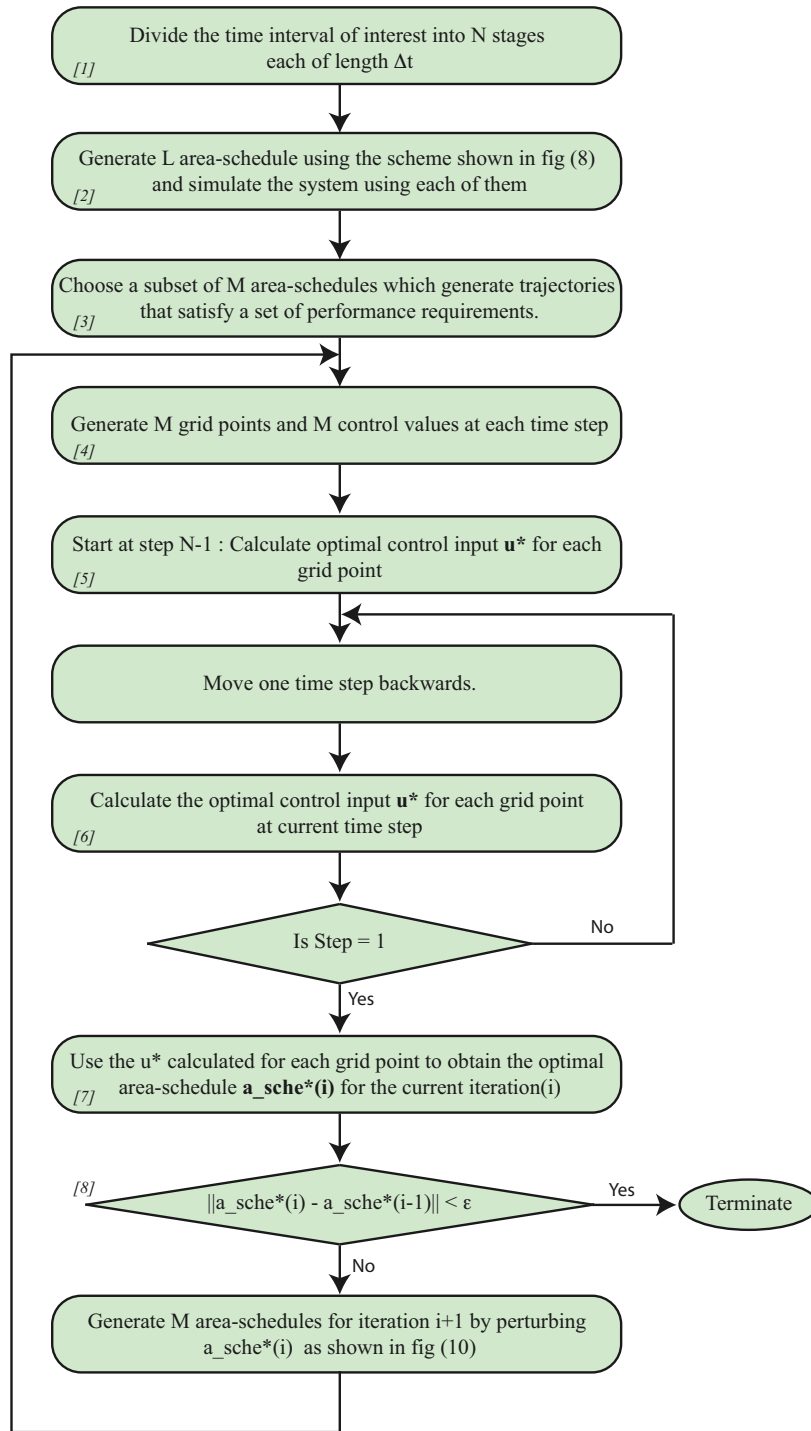 Divide the time interval of interest into N stages
each of length Δt
[1]
Generate L area-schedule using the scheme shown in fig (8)
and simulate the system using each of them
[2]
Choose a subset of M area-schedules which generate trajectories
that satisfy a set of performance requirements.
[3]
Generate M grid points and M control values at each time step
[4]
Start at step N-1 : Calculate optimal control input u* for each
grid point
[5]
Move one time step backwards.
Calculate the optimal control input u* for each grid point
at current time step
[6]
Is Step = 1
No
Yes
Use the u* calculated for each grid point to obtain the optimal
area-schedule a_sche*(i) for the current iteration(i)
[7]
[8]
||a_sche*(i) - a_sche*(i-1)|| < ε
Yes
Terminate
No
Generate M area-schedules for iteration i+1 by perturbing
a_sche*(i) as shown in fig (10)